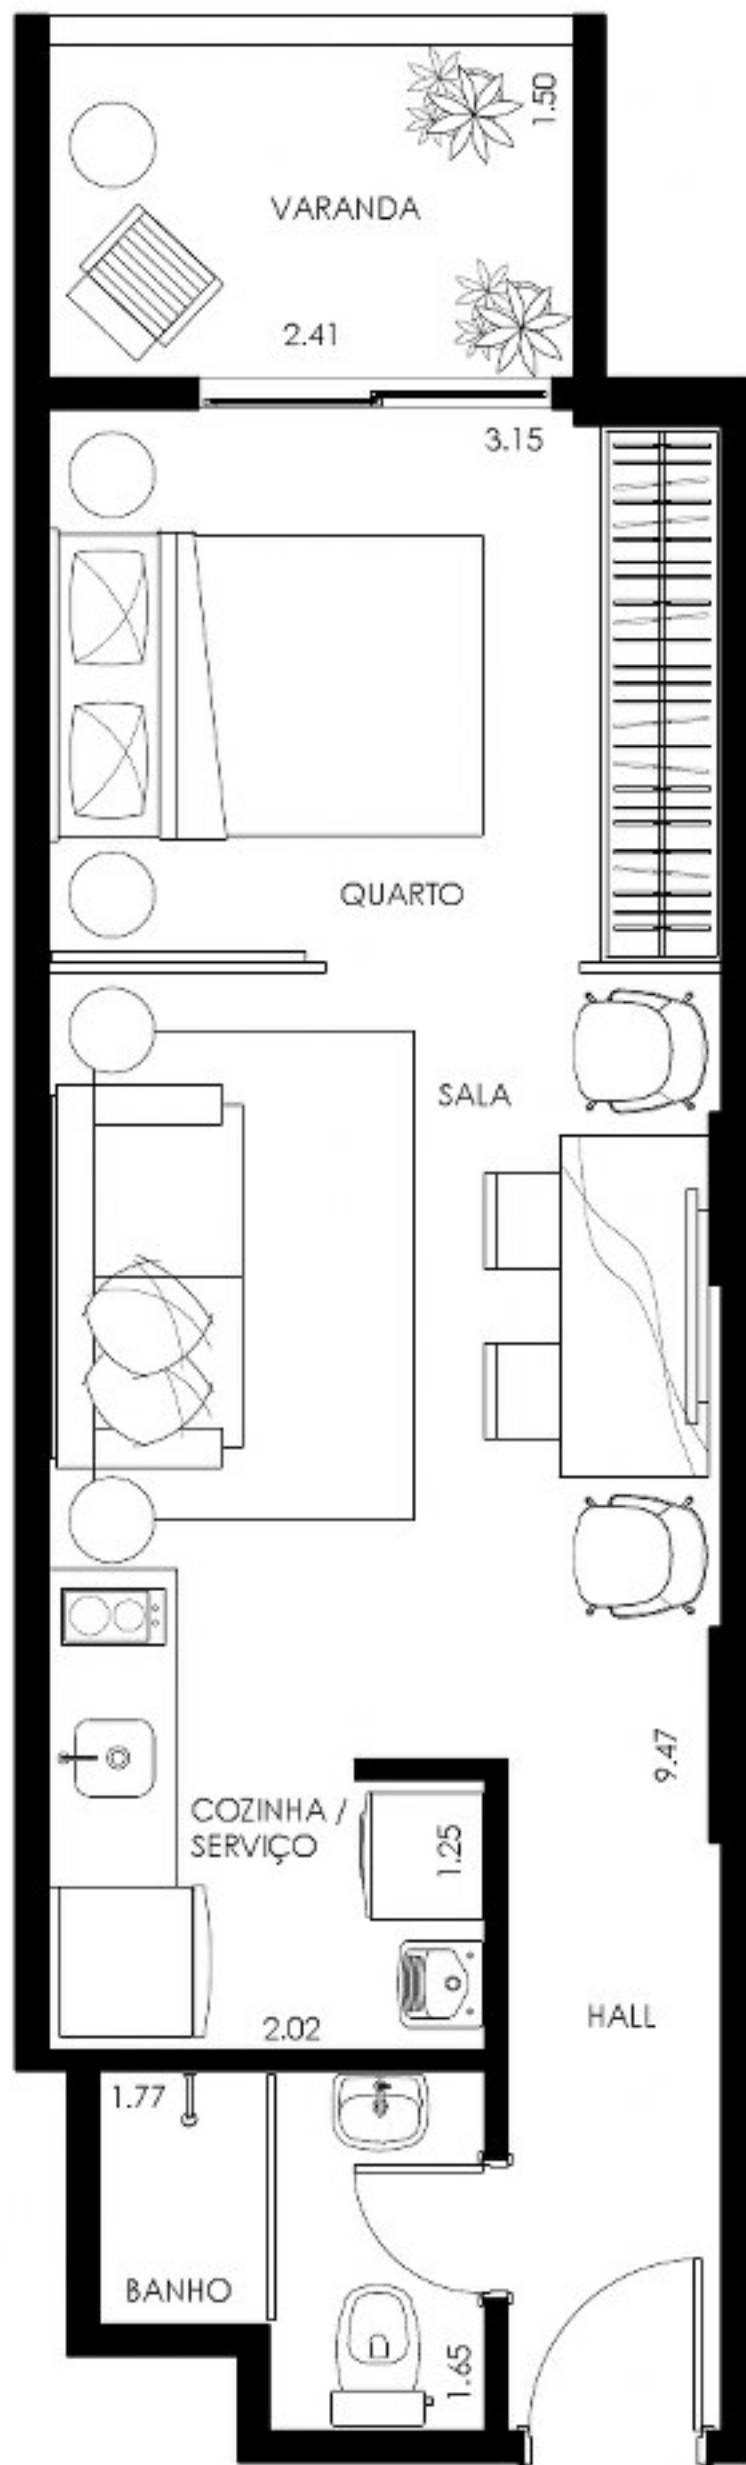 1.50
VARANDA
2.41
3.15
QUARTO
SALA
9.47
COZINHA /
SERVIÇO
1.25
HALL
2.02
1.77
BANHO
1.65